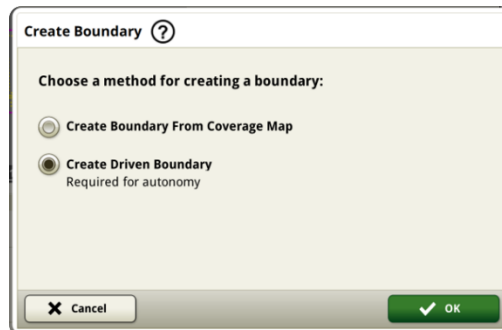 Create Boundary ?
Choose a method for creating a boundary:
Create Boundary From Coverage Map
Create Driven Boundary
Required for autonomy
Cancel
OK